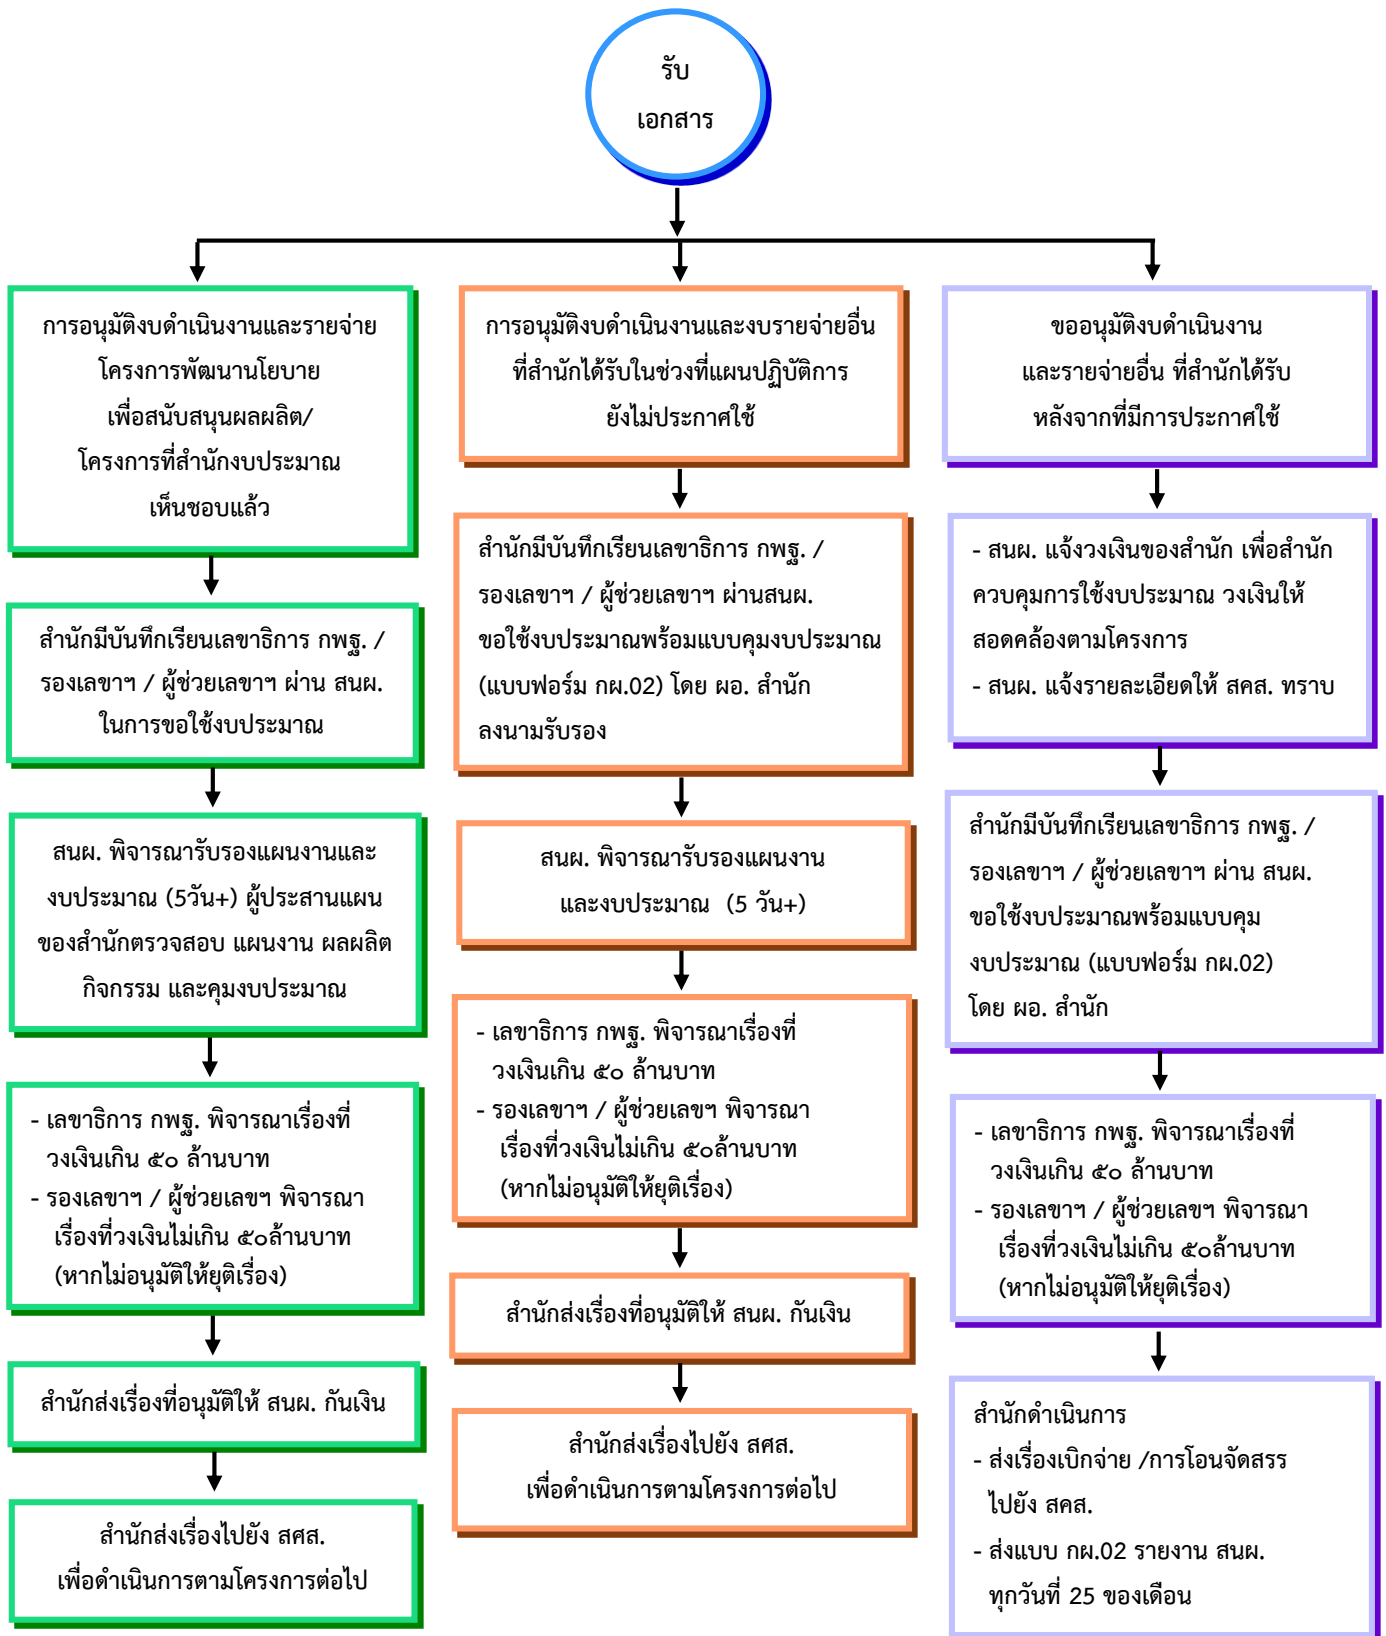 รับ
เอกสาร
การอนุมัติงบดำเนินงานและรายจ่าย
โครงการพัฒนานโยบาย
เพื่อสนับสนุนผลผลิต/
โครงการที่สำนักงบประมาณ
เห็นชอบแล้ว
สำนักมีบันทึกเรียนเลขาธิการ กพฐ. /
รองเลขาฯ / ผู้ช่วยเลขาฯ ผ่าน สนผ.
ในการขอใช้งบประมาณ
สนผ. พิจารณารับรองแผนงานและ
งบประมาณ (5วัน+) ผู้ประสานแผน
ของสำนักตรวจสอบ แผนงาน ผลผลิต
กิจกรรม และคุมงบประมาณ
- เลขาธิการ กพฐ. พิจารณาเรื่องที่
วงเงินเกิน ๕๐ ล้านบาท
- รองเลขาฯ / ผู้ช่วยเลขฯ พิจารณา
เรื่องที่วงเงินไม่เกิน ๕๐ล้านบาท
(หากไม่อนุมัติให้ยุติเรื่อง)
สำนักส่งเรื่องที่อนุมัติให้ สนผ. กันเงิน
สำนักส่งเรื่องไปยัง สศส.
เพื่อดำเนินการตามโครงการต่อไป
การอนุมัติงบดำเนินงานและงบรายจ่ายอื่น
ที่สำนักได้รับในช่วงที่แผนปฏิบัติการ
ยังไม่ประกาศใช้
สำนักมีบันทึกเรียนเลขาธิการ กพฐ. /
รองเลขาฯ / ผู้ช่วยเลขาฯ ผ่านสนผ.
ขอใช้งบประมาณพร้อมแบบคุมงบประมาณ
(แบบฟอร์ม กผ.02) โดย ผอ. สำนัก
ลงนามรับรอง
สนผ. พิจารณารับรองแผนงาน
และงบประมาณ (5 วัน+)
- เลขาธิการ กพฐ. พิจารณาเรื่องที่
วงเงินเกิน ๕๐ ล้านบาท
- รองเลขาฯ / ผู้ช่วยเลขฯ พิจารณา
เรื่องที่วงเงินไม่เกิน ๕๐ล้านบาท
(หากไม่อนุมัติให้ยุติเรื่อง)
สำนักส่งเรื่องที่อนุมัติให้ สนผ. กันเงิน
สำนักส่งเรื่องไปยัง สศส.
เพื่อดำเนินการตามโครงการต่อไป
ขออนุมัติงบดำเนินงาน
และรายจ่ายอื่น ที่สำนักได้รับ
หลังจากที่มีการประกาศใช้
- สนผ. แจ้งวงเงินของสำนัก เพื่อสำนัก
ควบคุมการใช้งบประมาณ วงเงินให้
สอดคล้องตามโครงการ
- สนผ. แจ้งรายละเอียดให้ สคส. ทราบ
สำนักมีบันทึกเรียนเลขาธิการ กพฐ. /
รองเลขาฯ / ผู้ช่วยเลขาฯ ผ่าน สนผ.
ขอใช้งบประมาณพร้อมแบบคุม
งบประมาณ (แบบฟอร์ม กผ.02)
โดย ผอ. สำนัก
- เลขาธิการ กพฐ. พิจารณาเรื่องที่
วงเงินเกิน ๕๐ ล้านบาท
- รองเลขาฯ / ผู้ช่วยเลขฯ พิจารณา
เรื่องที่วงเงินไม่เกิน ๕๐ล้านบาท
(หากไม่อนุมัติให้ยุติเรื่อง)
สำนักดำเนินการ
- ส่งเรื่องเบิกจ่าย /การโอนจัดสรร
ไปยัง สคส.
- ส่งแบบ กผ.02 รายงาน สนผ.
ทุกวันที่ 25 ของเดือน